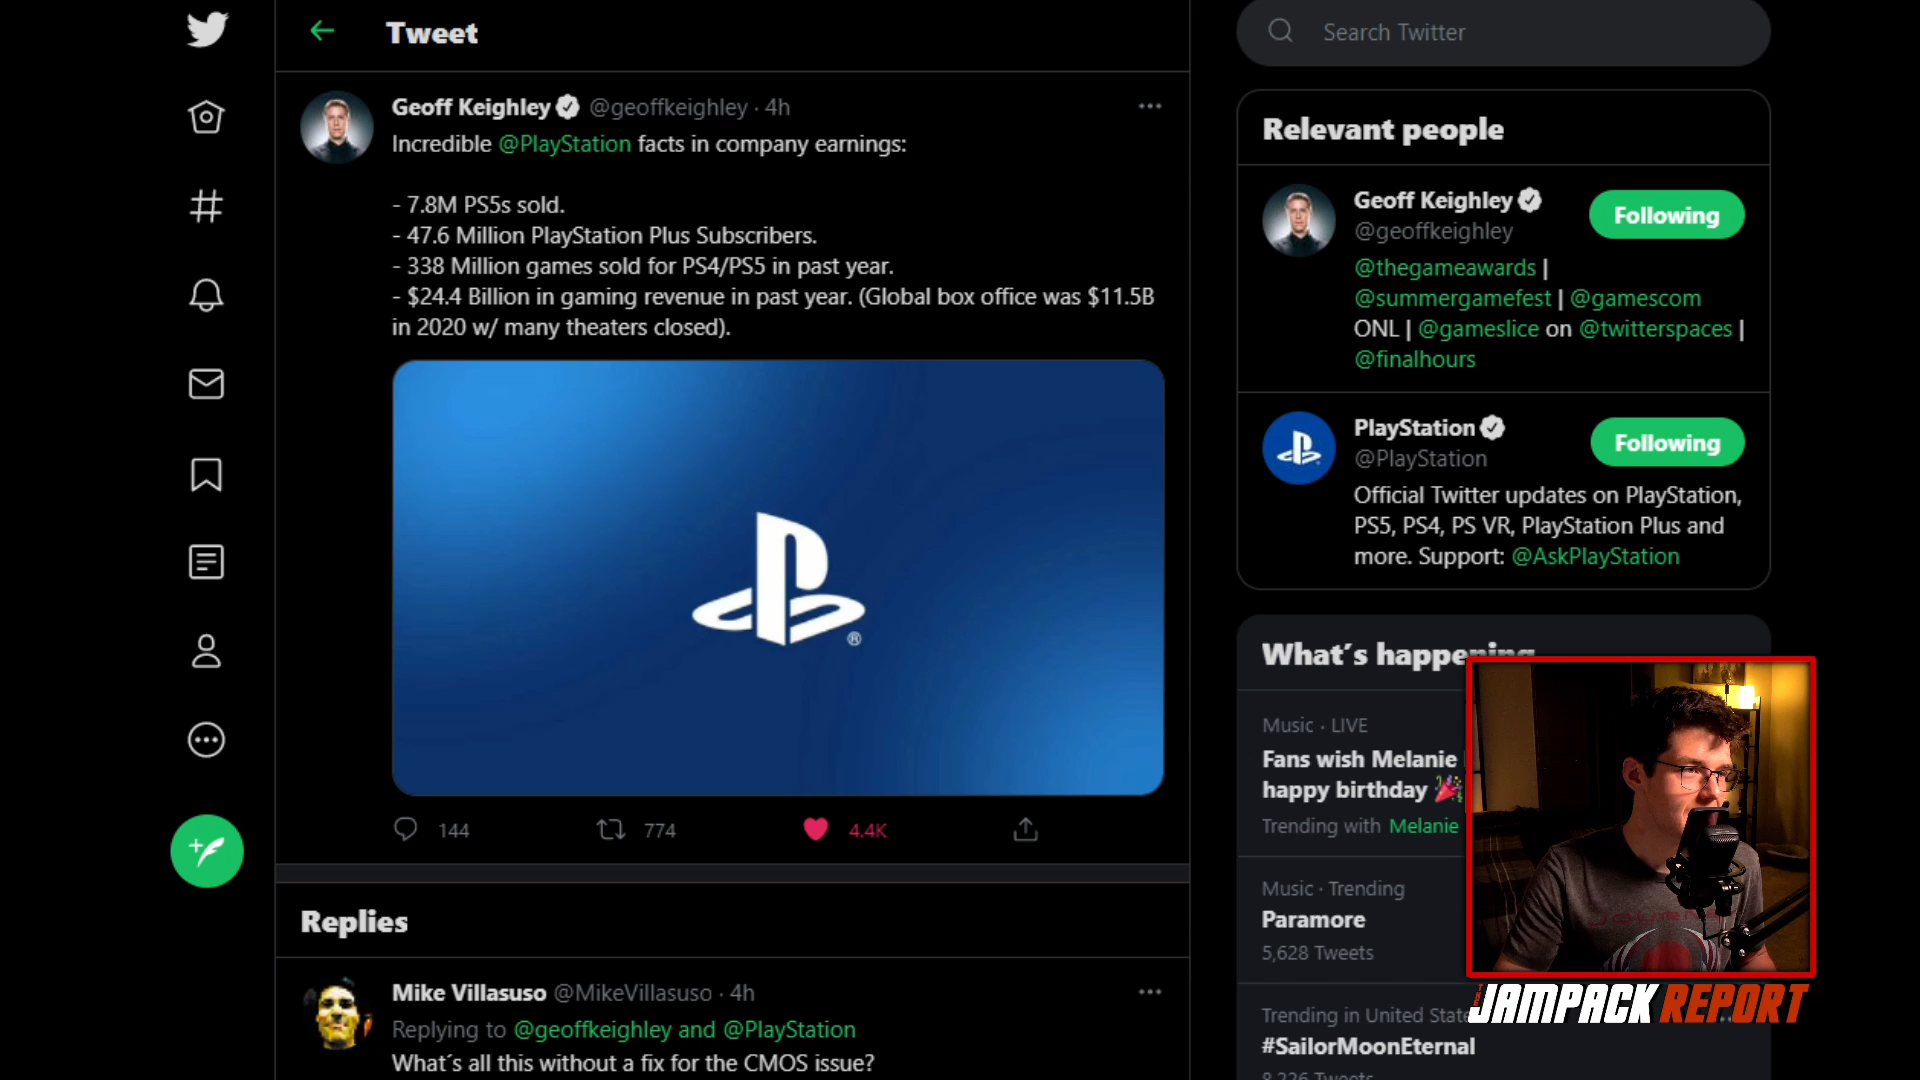 Tweet
Geoff Keighley @geoffkeighley · 4h
Incredible @PlayStation facts in company earnings:
- 7.8M PS5s sold.
- 47.6 Million PlayStation Plus Subscribers.
- 338 Million games sold for PS4/PS5 in past year.
- $24.4 Billion in gaming revenue in past year. (Global box office was $11.5B
in 2020 w/ many theaters closed).
®
144 774 4.4K
Replies
Mike Villasuso @MikeVillasuso · 4h
Replying to @geoffkeighley and @PlayStation
What´s all this without a fix for the CMOS issue?
Search Twitter
Relevant people
Geoff Keighley
@geoffkeighley
Following
@thegameawards |
@summergamefest | @gamescom
ONL | @gameslice on @twitterspaces |
@finalhours
PlayStation
@PlayStation
Following
Official Twitter updates on PlayStation,
PS5, PS4, PS VR, PlayStation Plus and
more. Support: @AskPlayStation
What´s happening
Music · LIVE
Fans wish Melanie
happy birthday
Trending with Melanie
Music · Trending
Paramore
5,628 Tweets
Trending in United State
#SailorMoonEternal
8,226 Tweets
THE JAMPACK REPORT